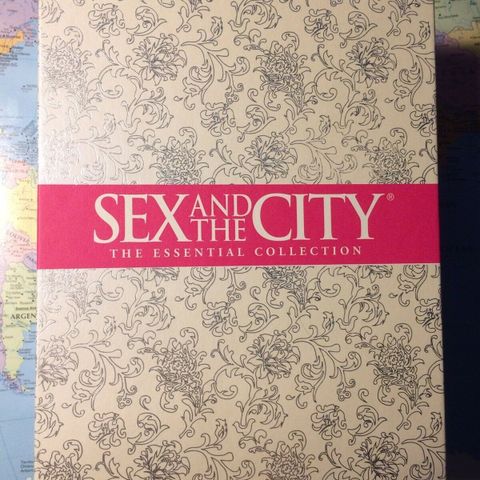 SEX AND THE CITY®
THE ESSENTIAL COLLECTION